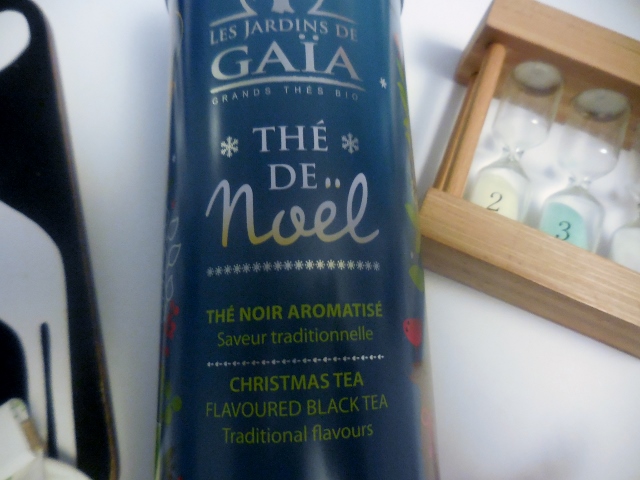 LES JARDINS DE
GAÏA
GRANDS THÉS BIO
THÉ
DE
Noël
THÉ NOIR AROMATISÉ
Saveur traditionnelle
CHRISTMAS TEA
FLAVOURED BLACK TEA
Traditional flavours
2
3